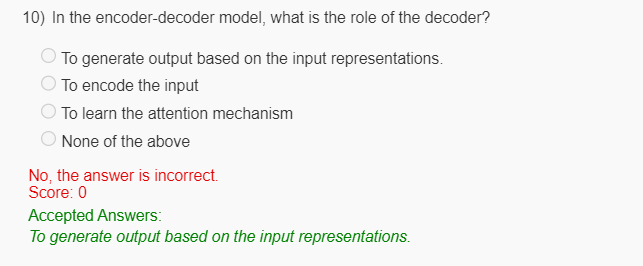 10) In the encoder-decoder model, what is the role of the decoder?
To generate output based on the input representations.
To encode the input
To learn the attention mechanism
None of the above
No, the answer is incorrect.
Score: 0
Accepted Answers:
To generate output based on the input representations.